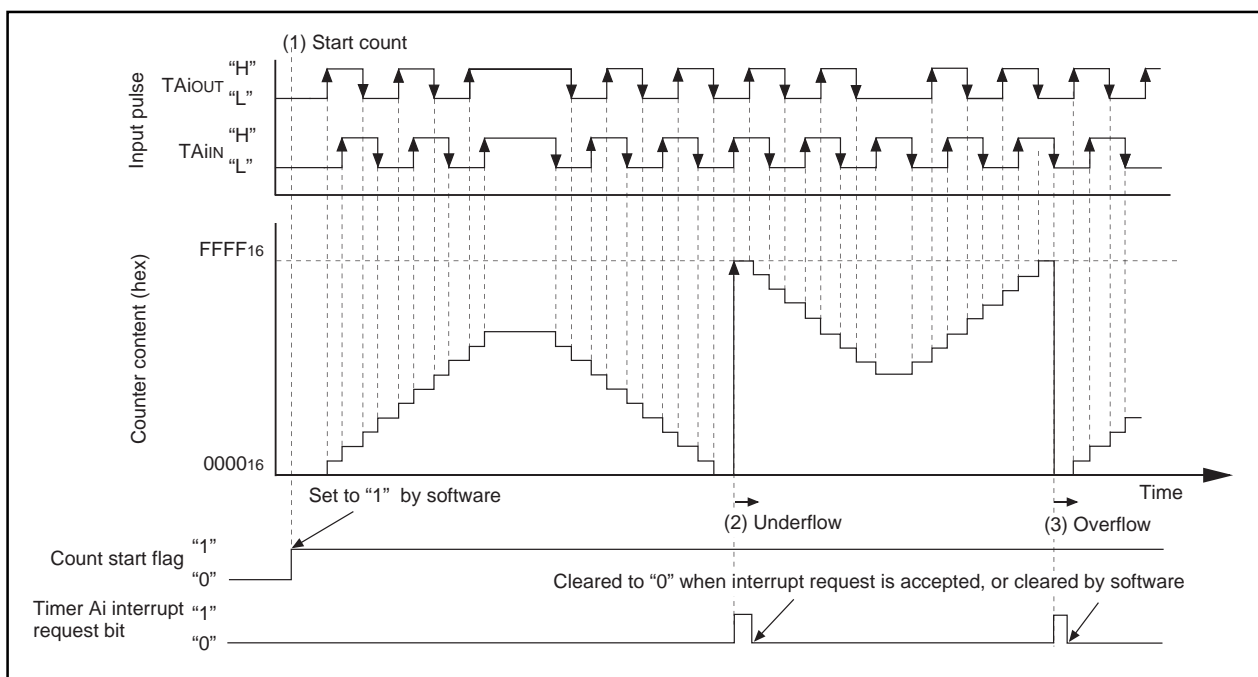 (1) Start count
Input pulse
TAiOUT
“H”
“L”
TAiIN
“H”
“L”
Counter content (hex)
FFFF16
000016
Time
Set to “1” by software
(2) Underflow
(3) Overflow
Count start flag
“1”
“0”
Cleared to “0” when interrupt request is accepted, or cleared by software
Timer Ai interrupt
request bit
“1”
“0”